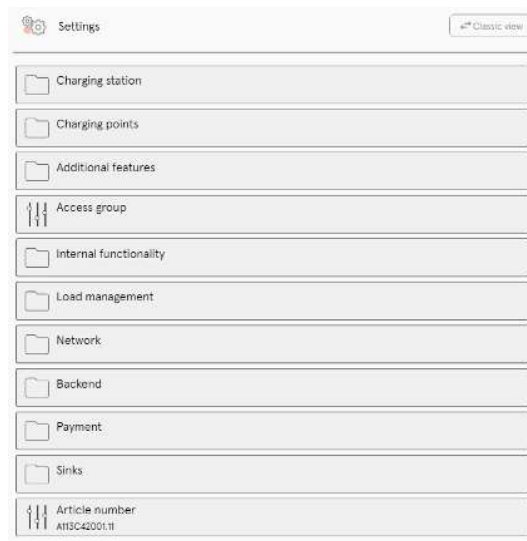 Settings
Classic view
Charging station
Charging points
Additional features
Access group
Internal functionality
Load management
Network
Backend
Payment
Sinks
Article number
A113C42001.11